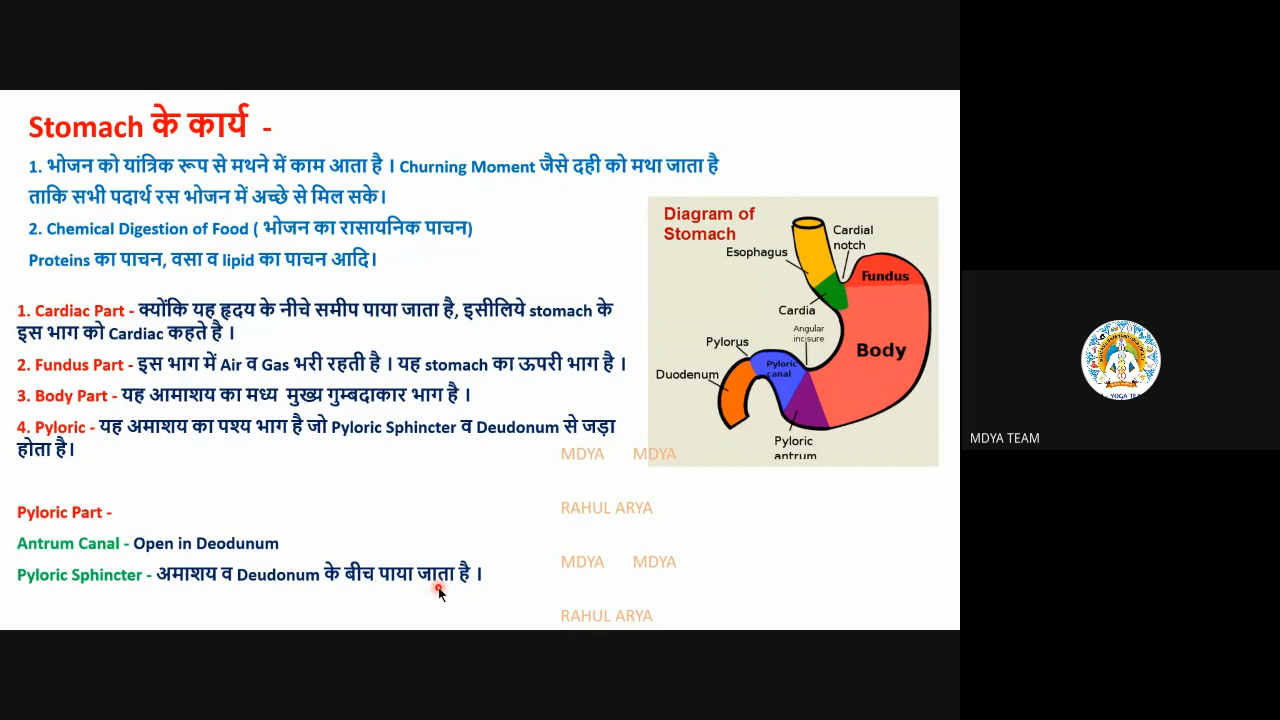 Stomach के कार्य -
1. भोजन को यांत्रिक रूप से मथने में काम आता है । Churning Moment जैसे दही को मथा जाता है
ताकि सभी पदार्थ रस भोजन में अच्छे से मिल सके।
2. Chemical Digestion of Food ( भोजन का रासायनिक पाचन)
Proteins का पाचन, वसा व lipid का पाचन आदि।
1. Cardiac Part - क्योंकि यह हृदय के नीचे समीप पाया जाता है, इसीलिये stomach के
इस भाग को Cardiac कहते है ।
2. Fundus Part - इस भाग में Air व Gas भरी रहती है । यह stomach का ऊपरी भाग है ।
3. Body Part - यह आमाशय का मध्य मुख्य गुम्बदाकार भाग है ।
4. Pyloric - यह अमाशय का पश्य भाग है जो Pyloric Sphincter व Deudonum से जड़ा
होता है।
Pyloric Part -
Antrum Canal - Open in Deodunum
Pyloric Sphincter - अमाशय व Deudonum के बीच पाया जाता है ।
Diagram of
Stomach
Cardial
notch
Esophagus
Fundus
Cardia
Angular
incisure
Pylorus
Body
Pyloric
canal
Duodenum
Pyloric
antrum
MDYA MDYA
RAHUL ARYA
MDYA MDYA
RAHUL ARYA
MDYA TEAM